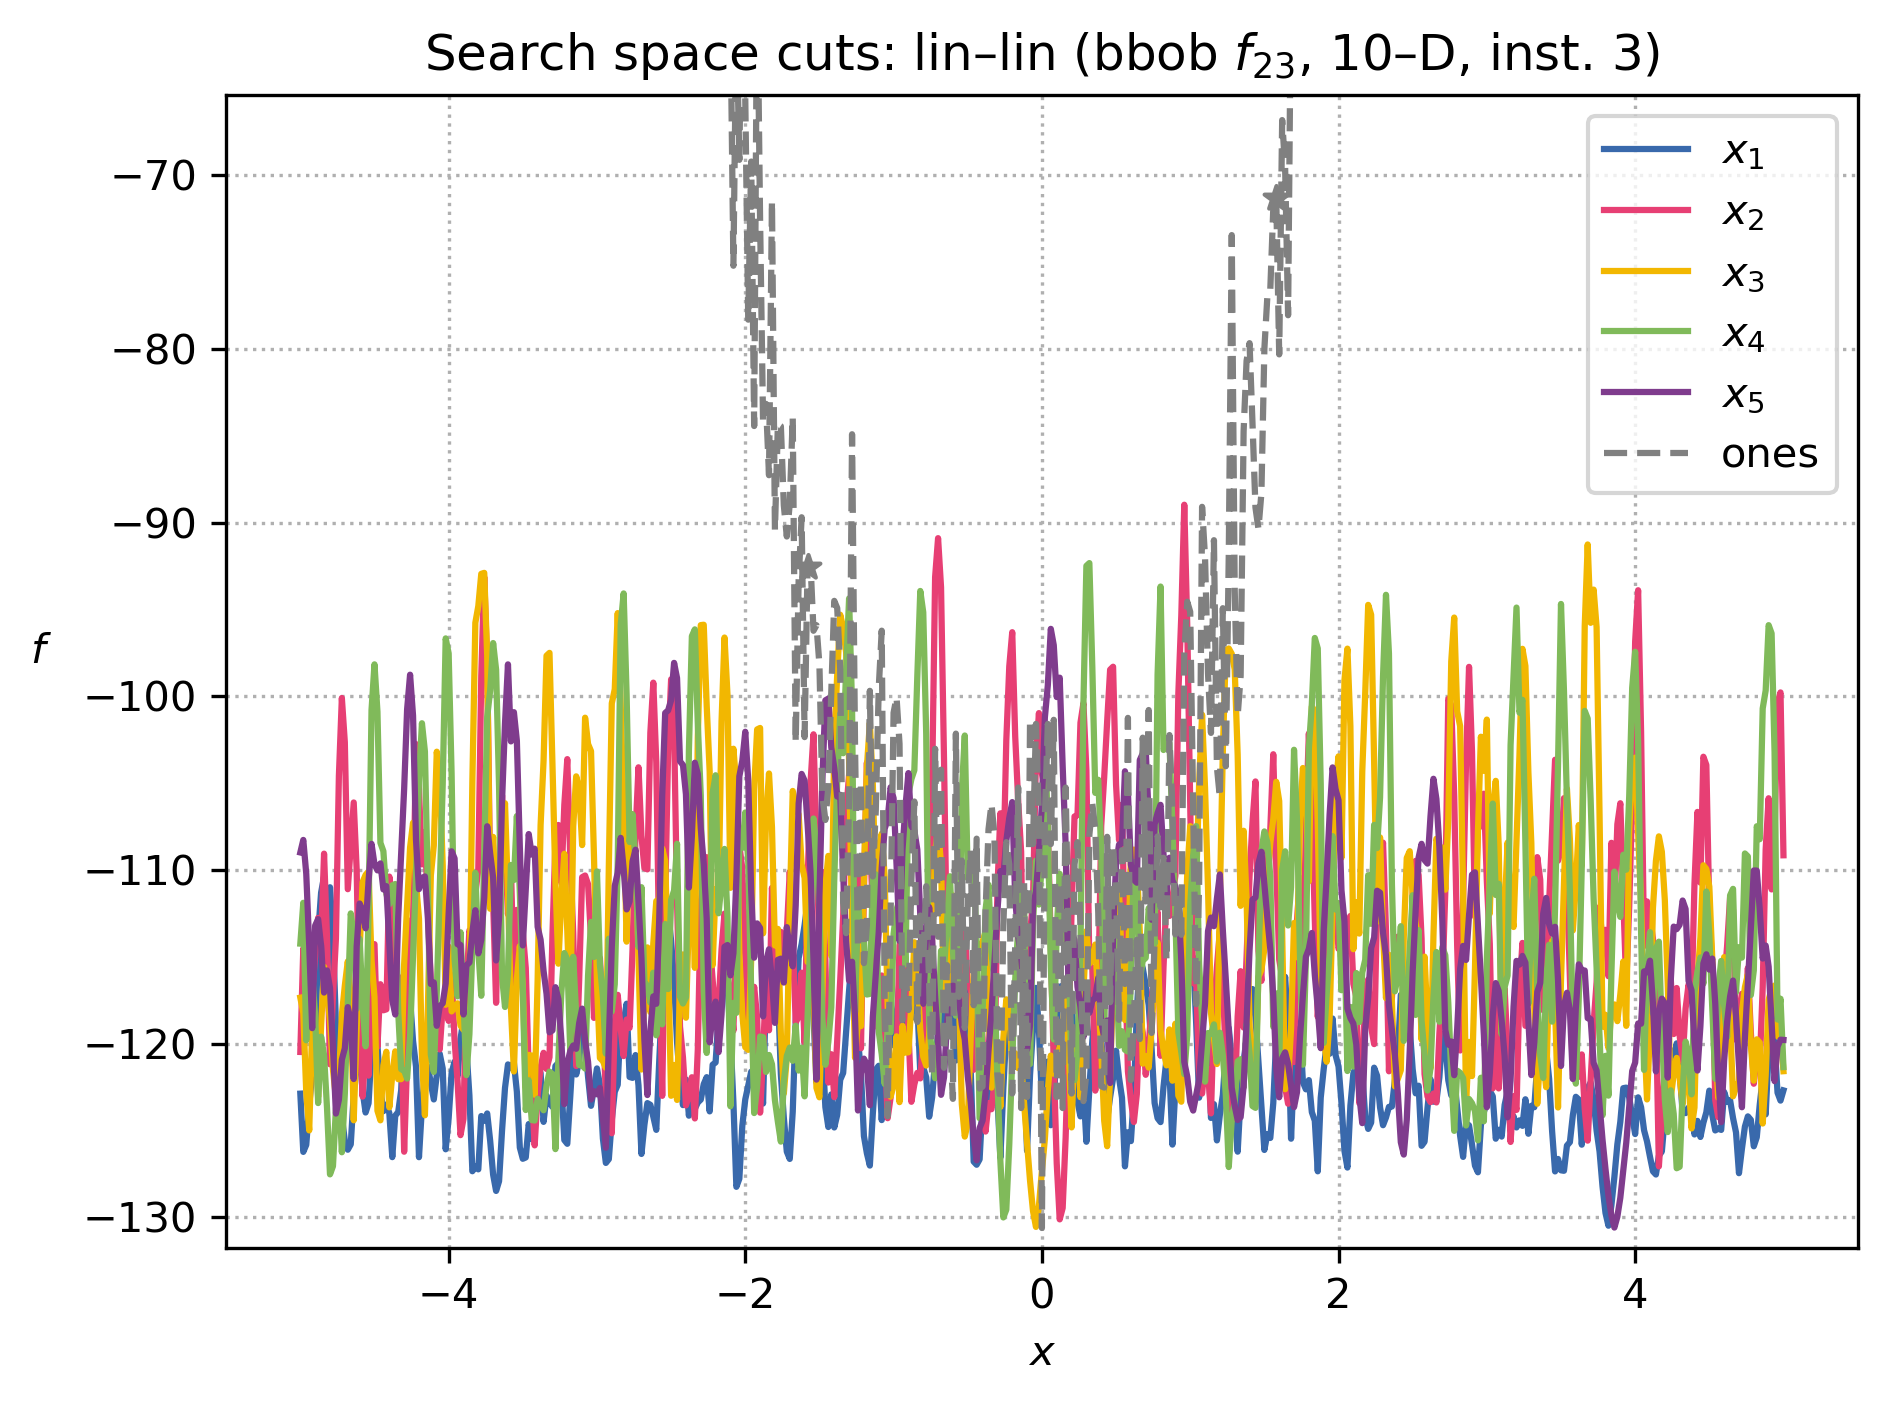 Search space cuts: lin–lin (bbob f₂₃, 10–D, inst. 3)
−70
−80
−90
−100
−110
−120
−130
f
−4
−2
0
2
4
x
x₁
x₂
x₃
x₄
x₅
ones